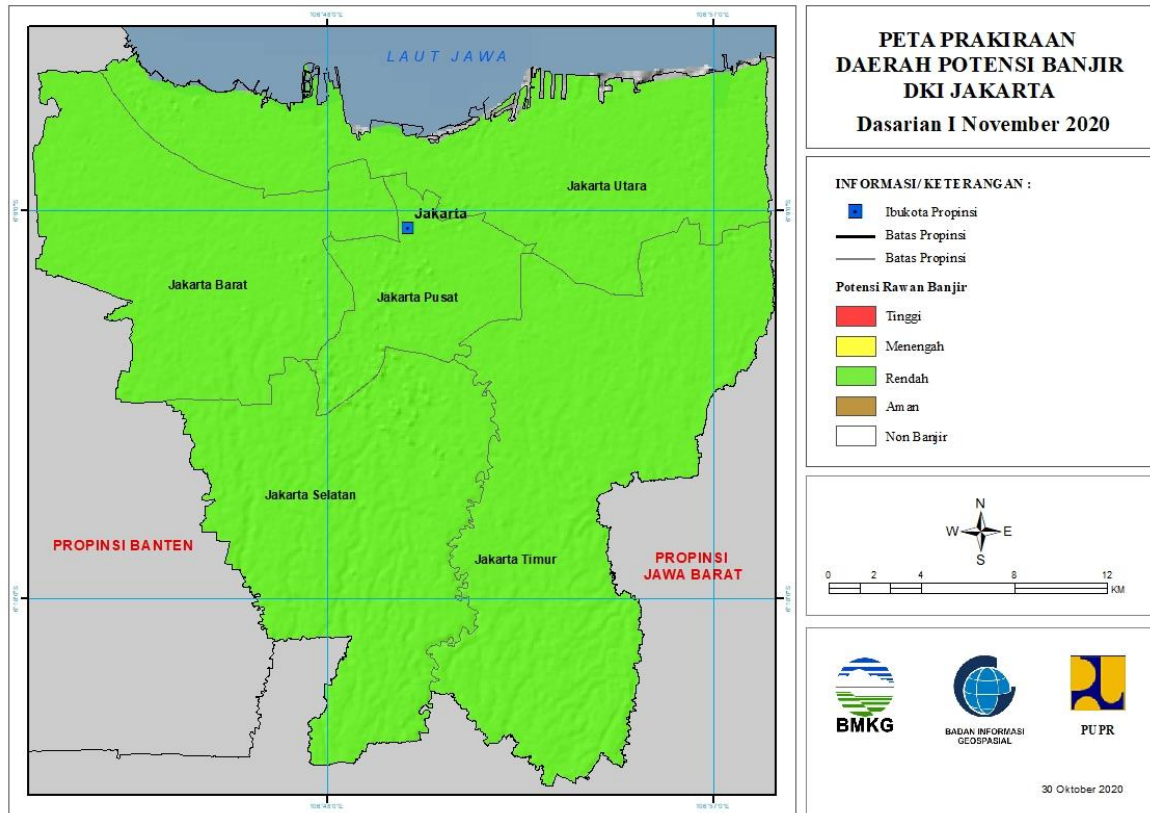 PETA PRAKIRAAN
DAERAH POTENSI BANJIR
DKI JAKARTA
Dasarian I November 2020
INFORMASI/ KETERANGAN :
Ibukota Propinsi
Batas Propinsi
Batas Propinsi
Potensi Rawan Banjir
Tinggi
Menengah
Rendah
Aman
Non Banjir
N
W E
S
0 2 4 8 12
KM
BMKG
BADAN INFORMASI
GEOSPASIAL
PUPR
30 Oktober 2020
LAUT JAWA
Jakarta Utara
Jakarta
Jakarta Barat
Jakarta Pusat
Jakarta Selatan
Jakarta Timur
PROPINSI BANTEN
PROPINSI
JAWA BARAT